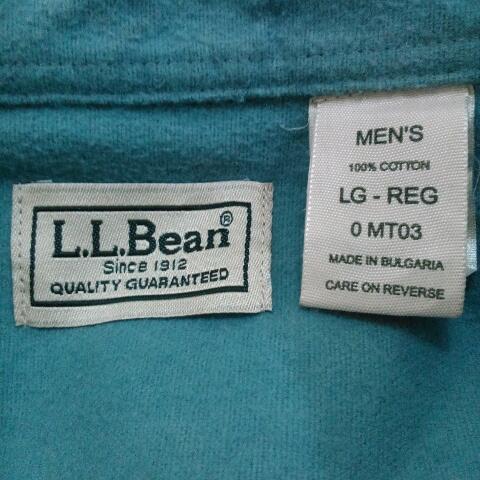 L.L.Bean®
Since 1912
QUALITY GUARANTEED
MEN'S
100% COTTON
LG - REG
0 MT03
MADE IN BULGARIA
CARE ON REVERSE